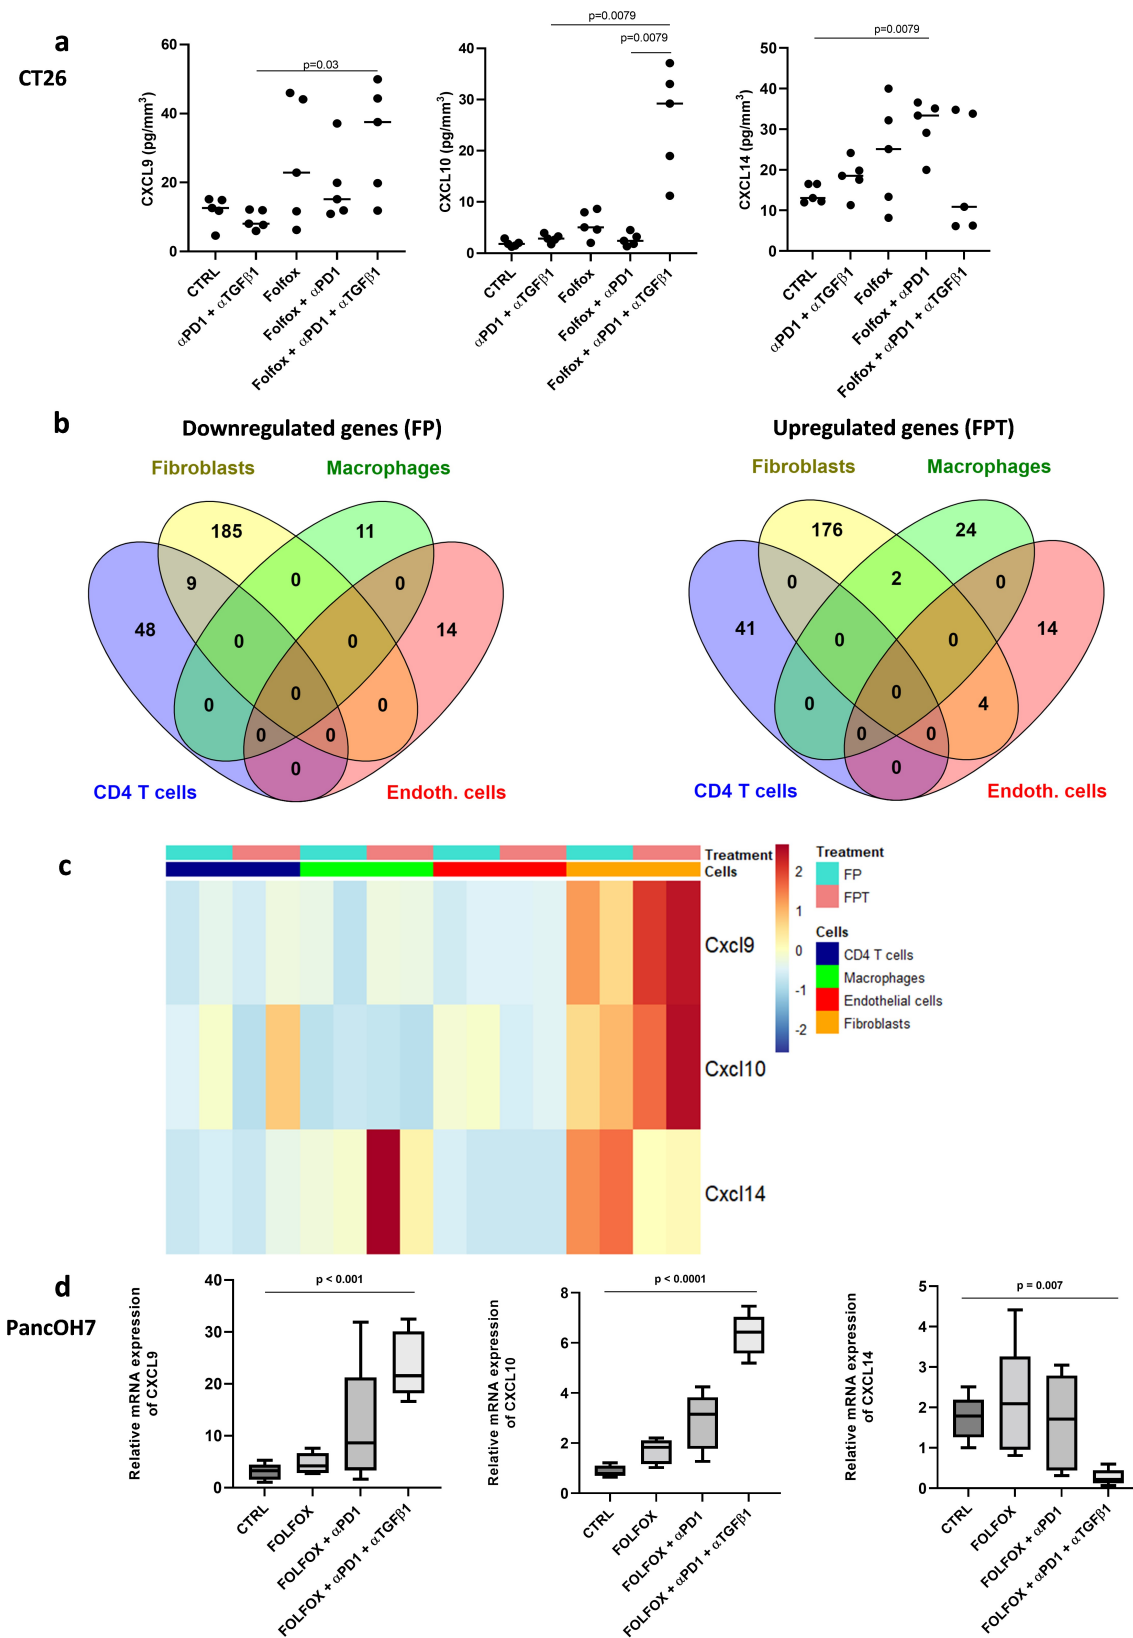 a
CT26
CXCL9 (pg/mm³)
60
40
20
0
p=0.03
CTRL
αPD1 + αTGFβ1
Folfox
Folfox + αPD1
Folfox + αPD1 + αTGFβ1
CXCL10 (pg/mm³)
40
30
20
10
0
p=0.0079
p=0.0079
CTRL
αPD1 + αTGFβ1
Folfox
Folfox + αPD1
Folfox + αPD1 + αTGFβ1
CXCL14 (pg/mm³)
50
40
30
20
10
0
p=0.0079
CTRL
αPD1 + αTGFβ1
Folfox
Folfox + αPD1
Folfox + αPD1 + αTGFβ1
b
Downregulated genes (FP)
Fibroblasts
Macrophages
185
11
9
0
0
48
0
0
14
0
0
0
0
0
0
CD4 T cells
Endoth. cells
Upregulated genes (FPT)
Fibroblasts
Macrophages
176
24
0
2
0
41
0
0
14
0
0
4
0
0
0
CD4 T cells
Endoth. cells
c
Treatment
Cells
Cxcl9
Cxcl10
Cxcl14
2
1
0
-1
-2
Treatment
FP
FPT
Cells
CD4 T cells
Macrophages
Endothelial cells
Fibroblasts
d
PancOH7
Relative mRNA expression
of CXCL9
40
30
20
10
0
p < 0.001
CTRL
FOLFOX
FOLFOX + αPD1
FOLFOX + αPD1 + αTGFβ1
Relative mRNA expression
of CXCL10
8
6
4
2
0
p < 0.0001
CTRL
FOLFOX
FOLFOX + αPD1
FOLFOX + αPD1 + αTGFβ1
Relative mRNA expression
of CXCL14
5
4
3
2
1
0
p = 0.007
CTRL
FOLFOX
FOLFOX + αPD1
FOLFOX + αPD1 + αTGFβ1